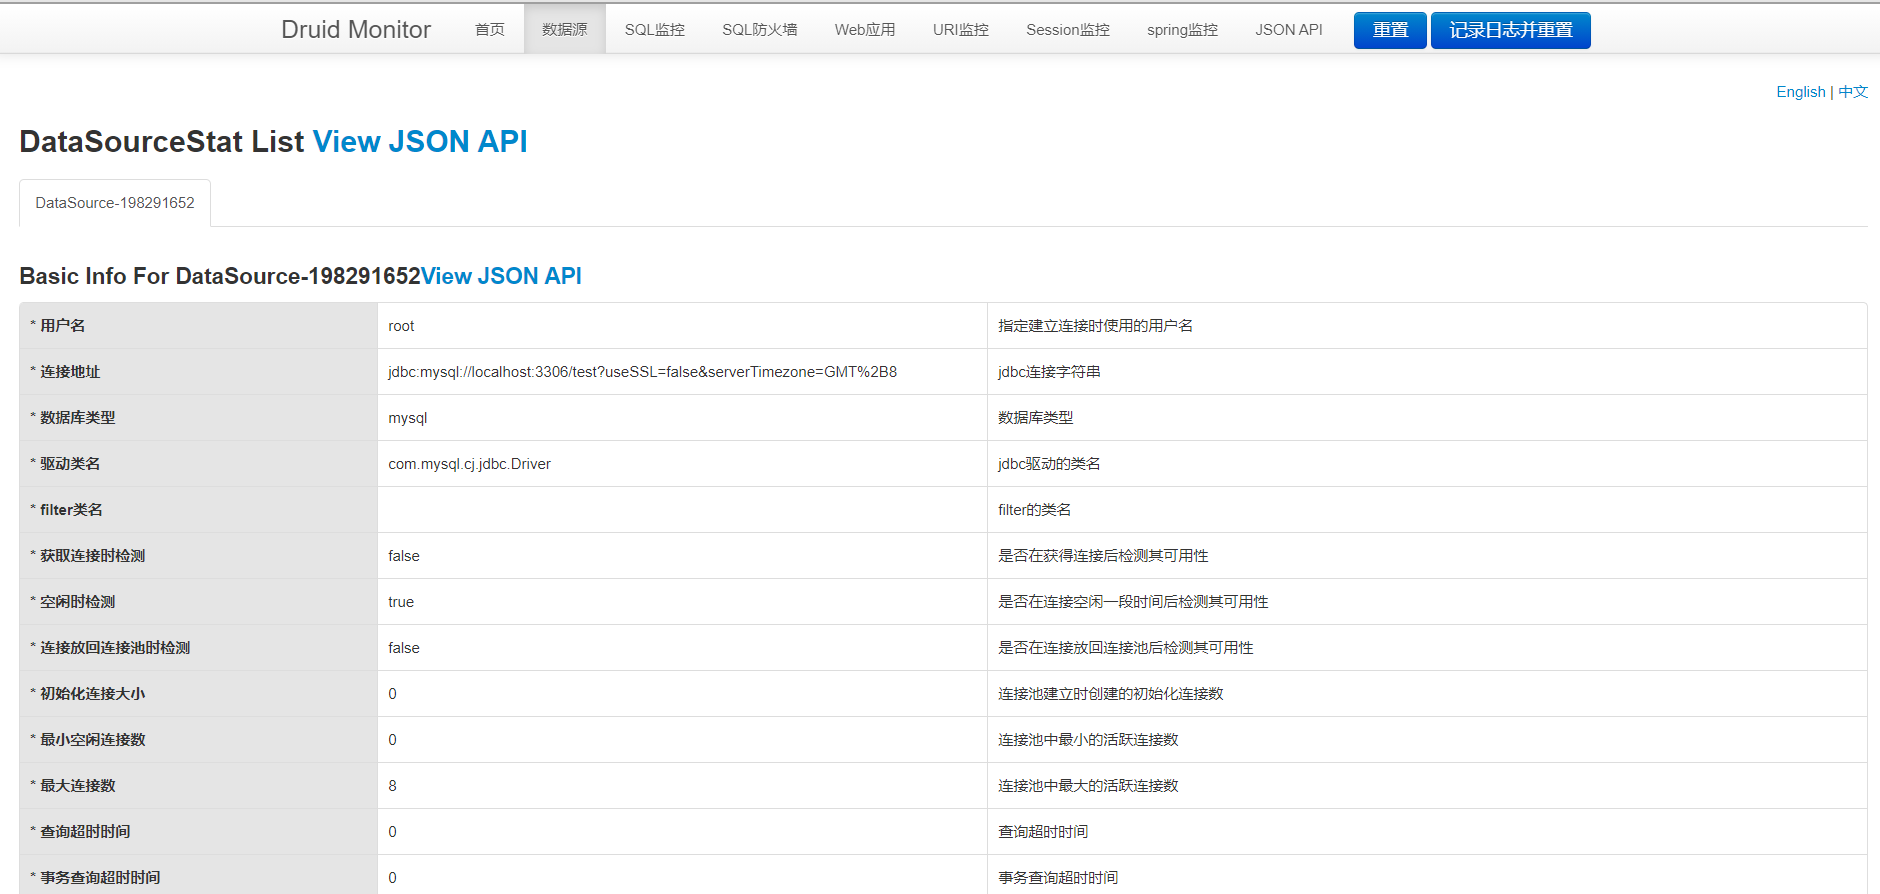 Druid Monitor 首页 数据源 SQL监控 SQL防火墙 Web应用 URI监控 Session监控 spring监控 JSON API 重置 记录日志并重置
English | 中文
DataSourceStat List View JSON API
DataSource-198291652
Basic Info For DataSource-198291652View JSON API
* 用户名 root 指定建立连接时使用的用户名
* 连接地址 jdbc:mysql://localhost:3306/test?useSSL=false&serverTimezone=GMT%2B8 jdbc连接字符串
* 数据库类型 mysql 数据库类型
* 驱动类名 com.mysql.cj.jdbc.Driver jdbc驱动的类名
* filter类名 filter的类名
* 获取连接时检测 false 是否在获得连接后检测其可用性
* 空闲时检测 true 是否在连接空闲一段时间后检测其可用性
* 连接放回连接池时检测 false 是否在连接放回连接池后检测其可用性
* 初始化连接大小 0 连接池建立时创建的初始化连接数
* 最小空闲连接数 0 连接池中最小的活跃连接数
* 最大连接数 8 连接池中最大的活跃连接数
* 查询超时时间 0 查询超时时间
* 事务查询超时时间 0 事务查询超时时间